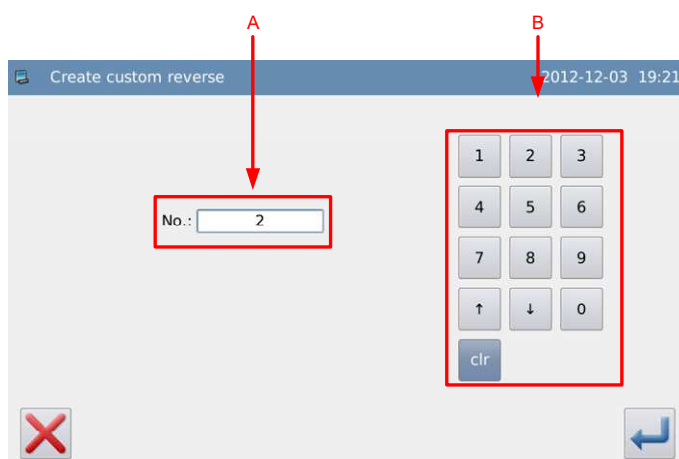 A B
Create custom reverse 2012-12-03 19:21
1 2 3
No.: 2
4 5 6
7 8 9
↑ ↓ 0
clr